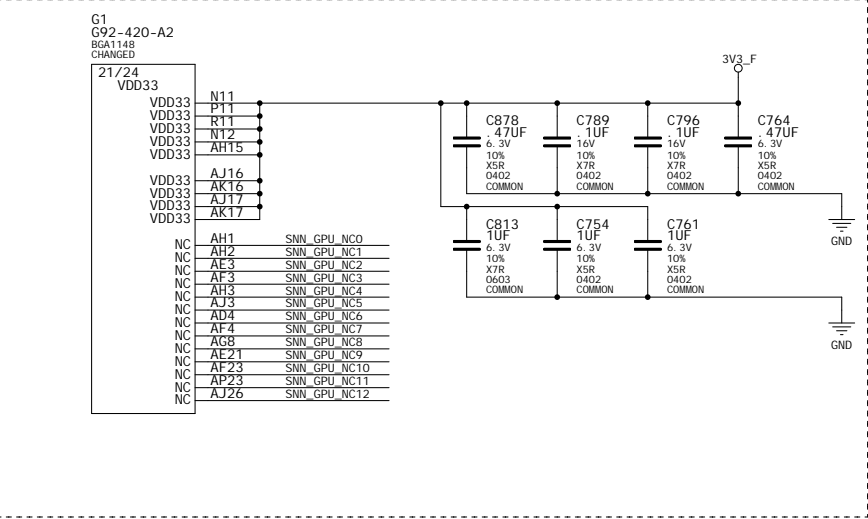 G1
G92-420-A2
BGA1148
CHANGED
21/24
VDD33
VDD33 N11
VDD33 P11
VDD33 R11
VDD33 N12
VDD33 AH15
VDD33 AJ16
VDD33 AK16
VDD33 AJ17
VDD33 AK17
NC AH1 SNN_GPU_NC0
NC AH2 SNN_GPU_NC1
NC AE3 SNN_GPU_NC2
NC AF3 SNN_GPU_NC3
NC AH3 SNN_GPU_NC4
NC AJ3 SNN_GPU_NC5
NC AD4 SNN_GPU_NC6
NC AF4 SNN_GPU_NC7
NC AG8 SNN_GPU_NC8
NC AE21 SNN_GPU_NC9
NC AF23 SNN_GPU_NC10
NC AP23 SNN_GPU_NC11
NC AJ26 SNN_GPU_NC12
3V3_F
C878
.47UF
6.3V
10%
X5R
0402
COMMON
C789
.1UF
16V
10%
X7R
0402
COMMON
C796
.1UF
16V
10%
X7R
0402
COMMON
C764
.47UF
6.3V
10%
X5R
0402
COMMON
GND
C813
1UF
6.3V
10%
X7R
0603
COMMON
C754
1UF
6.3V
10%
X5R
0402
COMMON
C761
1UF
6.3V
10%
X5R
0402
COMMON
GND